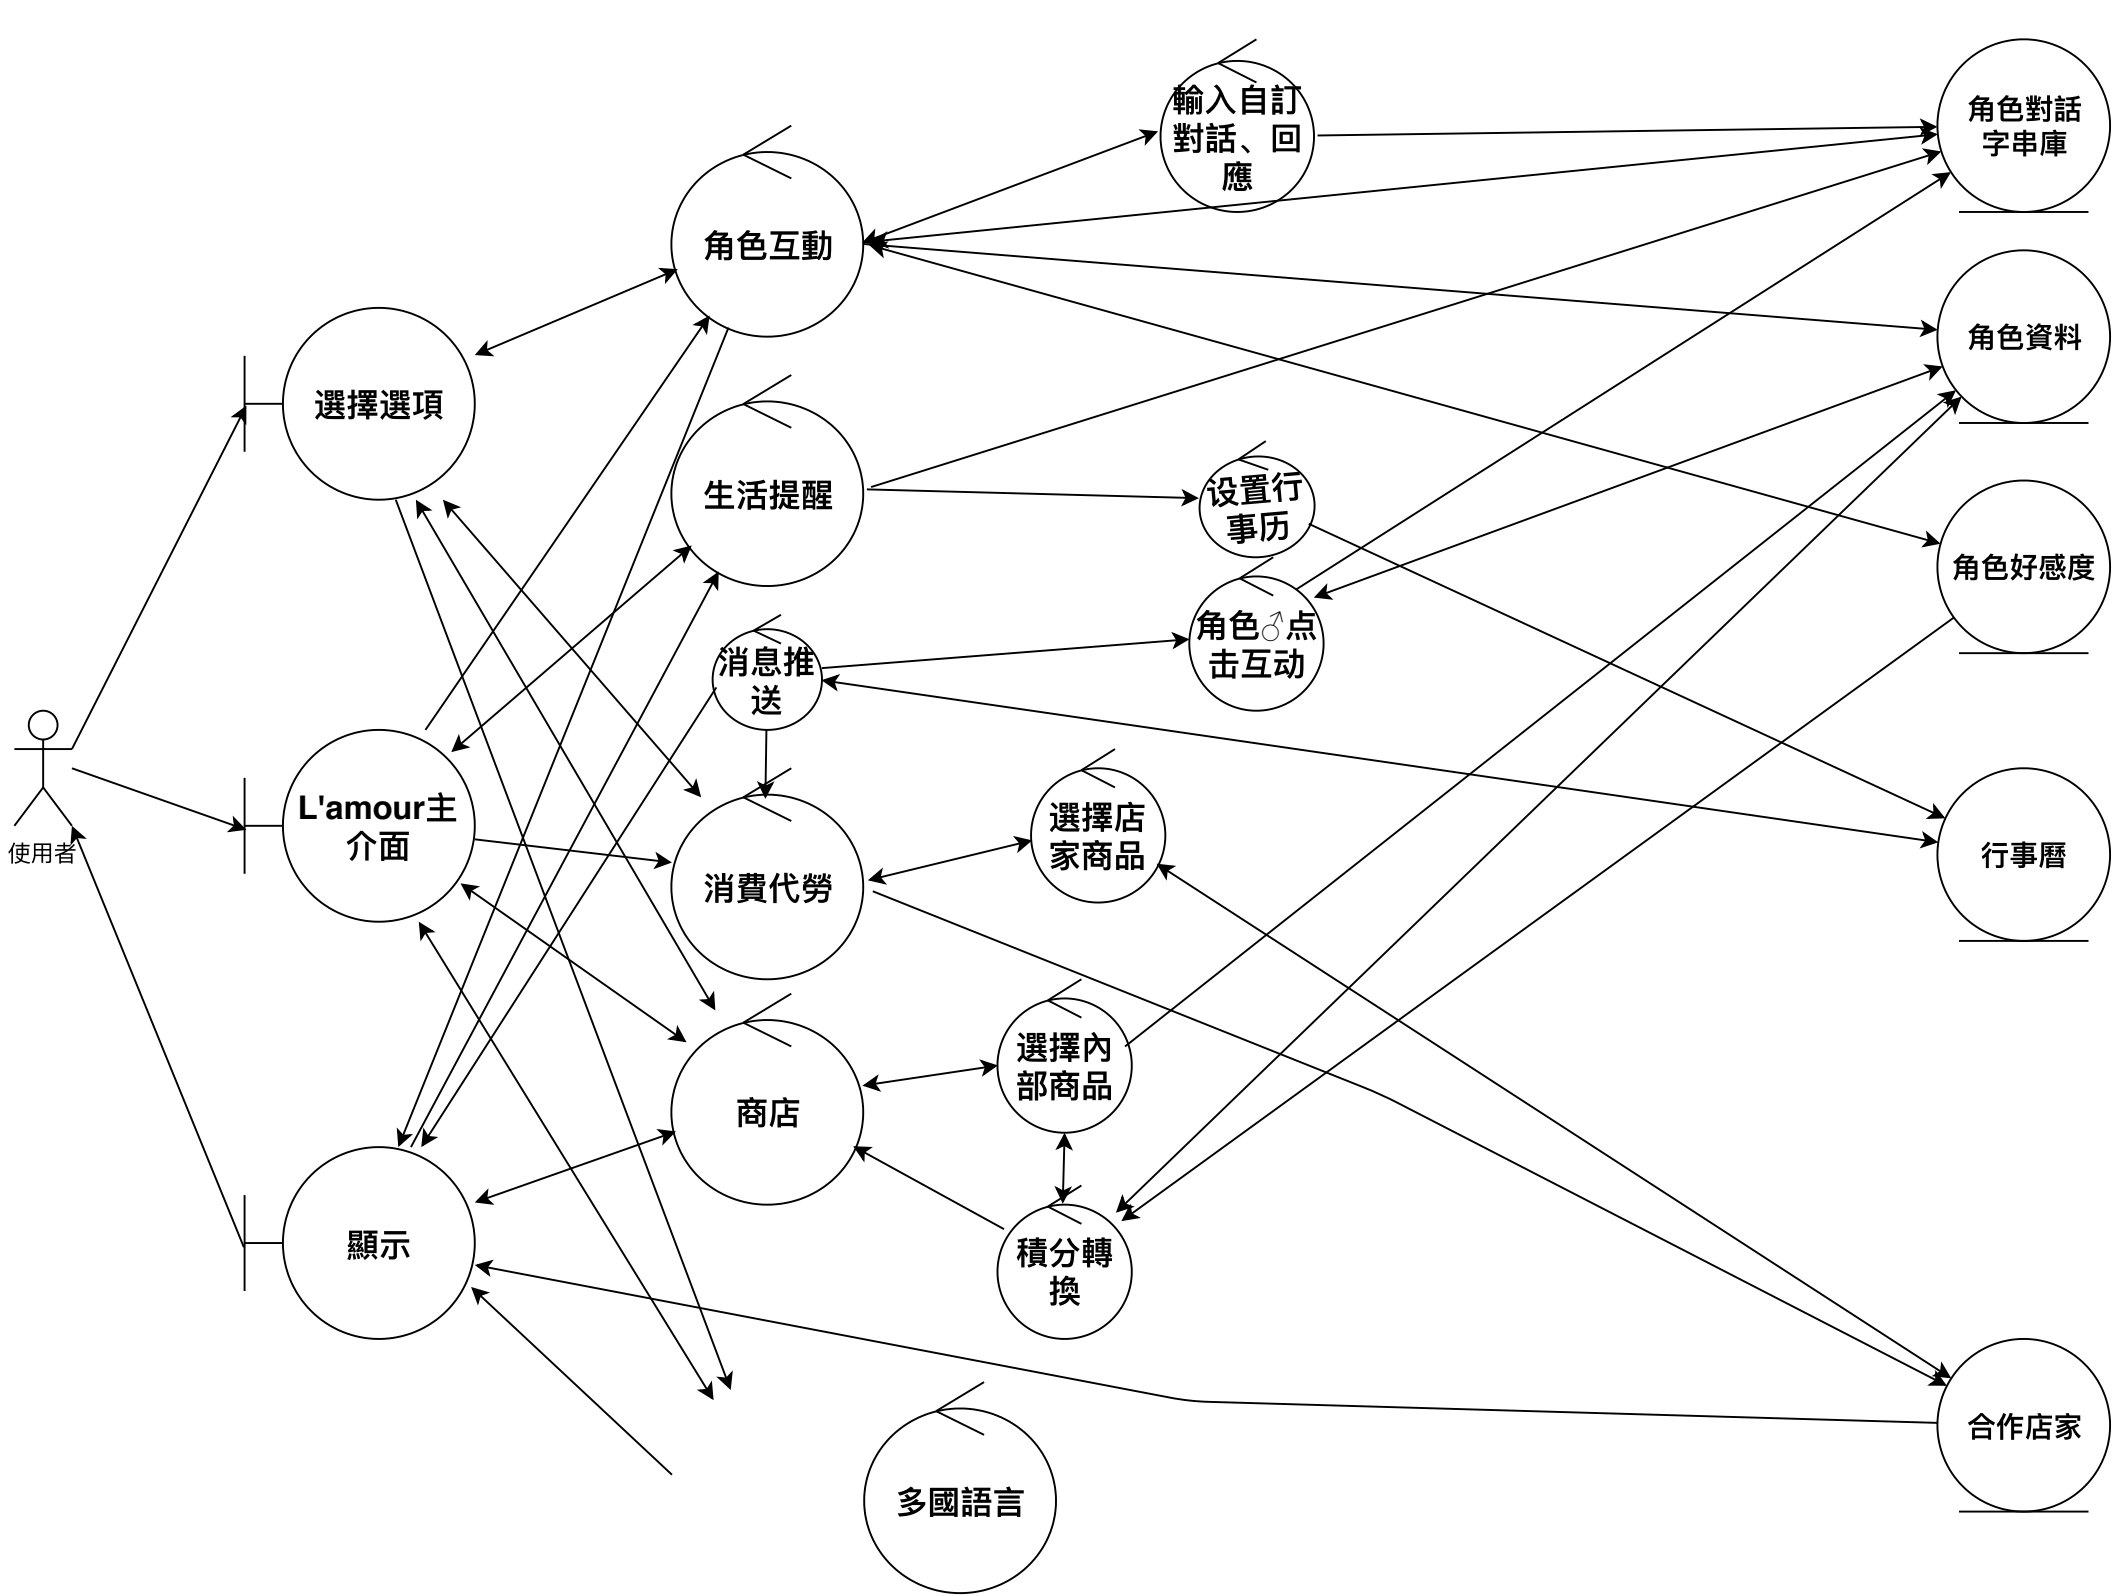 輸入自訂
對話、回
應
角色對話
字串庫
角色互動
角色資料
選擇選項
生活提醒
设置行
事历
角色好感度
角色♂点
击互动
消息推
送
使用者
L'amour主
介面
選擇店
家商品
行事曆
消費代勞
選擇內
部商品
商店
顯示
積分轉
換
合作店家
多國語言